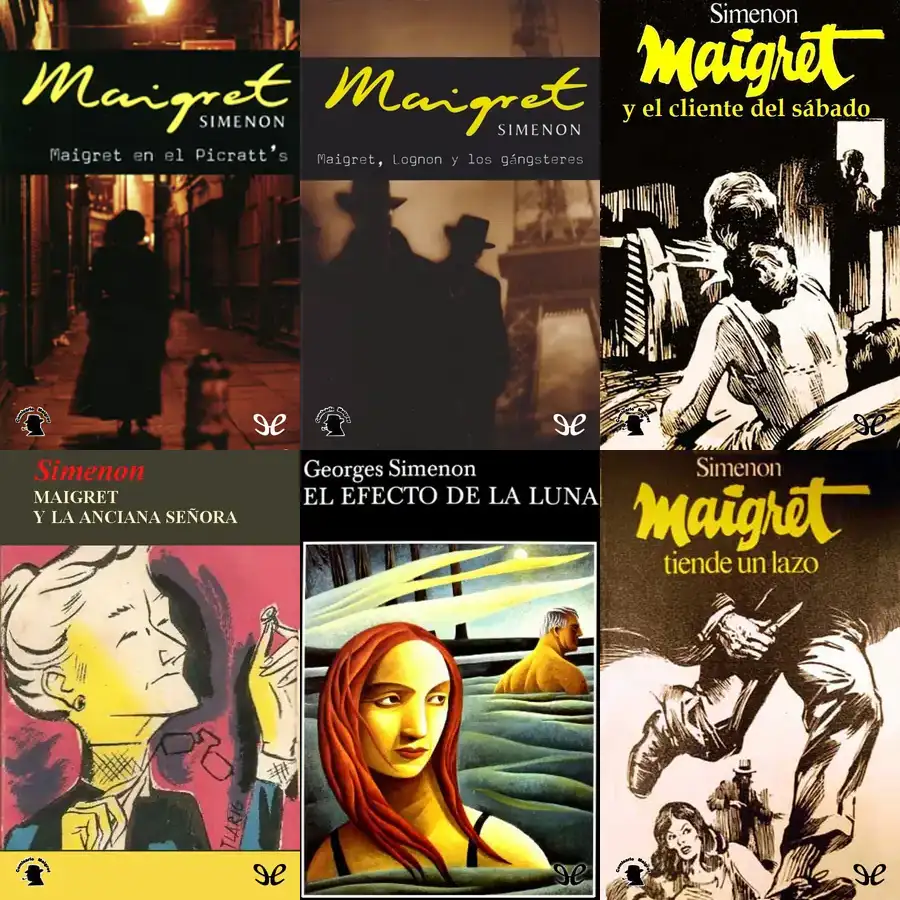 Maigret
SIMENON
Maigret en el Picratt's
Maigret
SIMENON
Maigret, Lognon y los gángsteres
Simenon
Maigret
y el cliente del sábado
Simenon
MAIGRET
Y LA ANCIANA SEÑORA
TLARIG
Georges Simenon
EL EFECTO DE LA LUNA
Simenon
Maigret
tiende un lazo